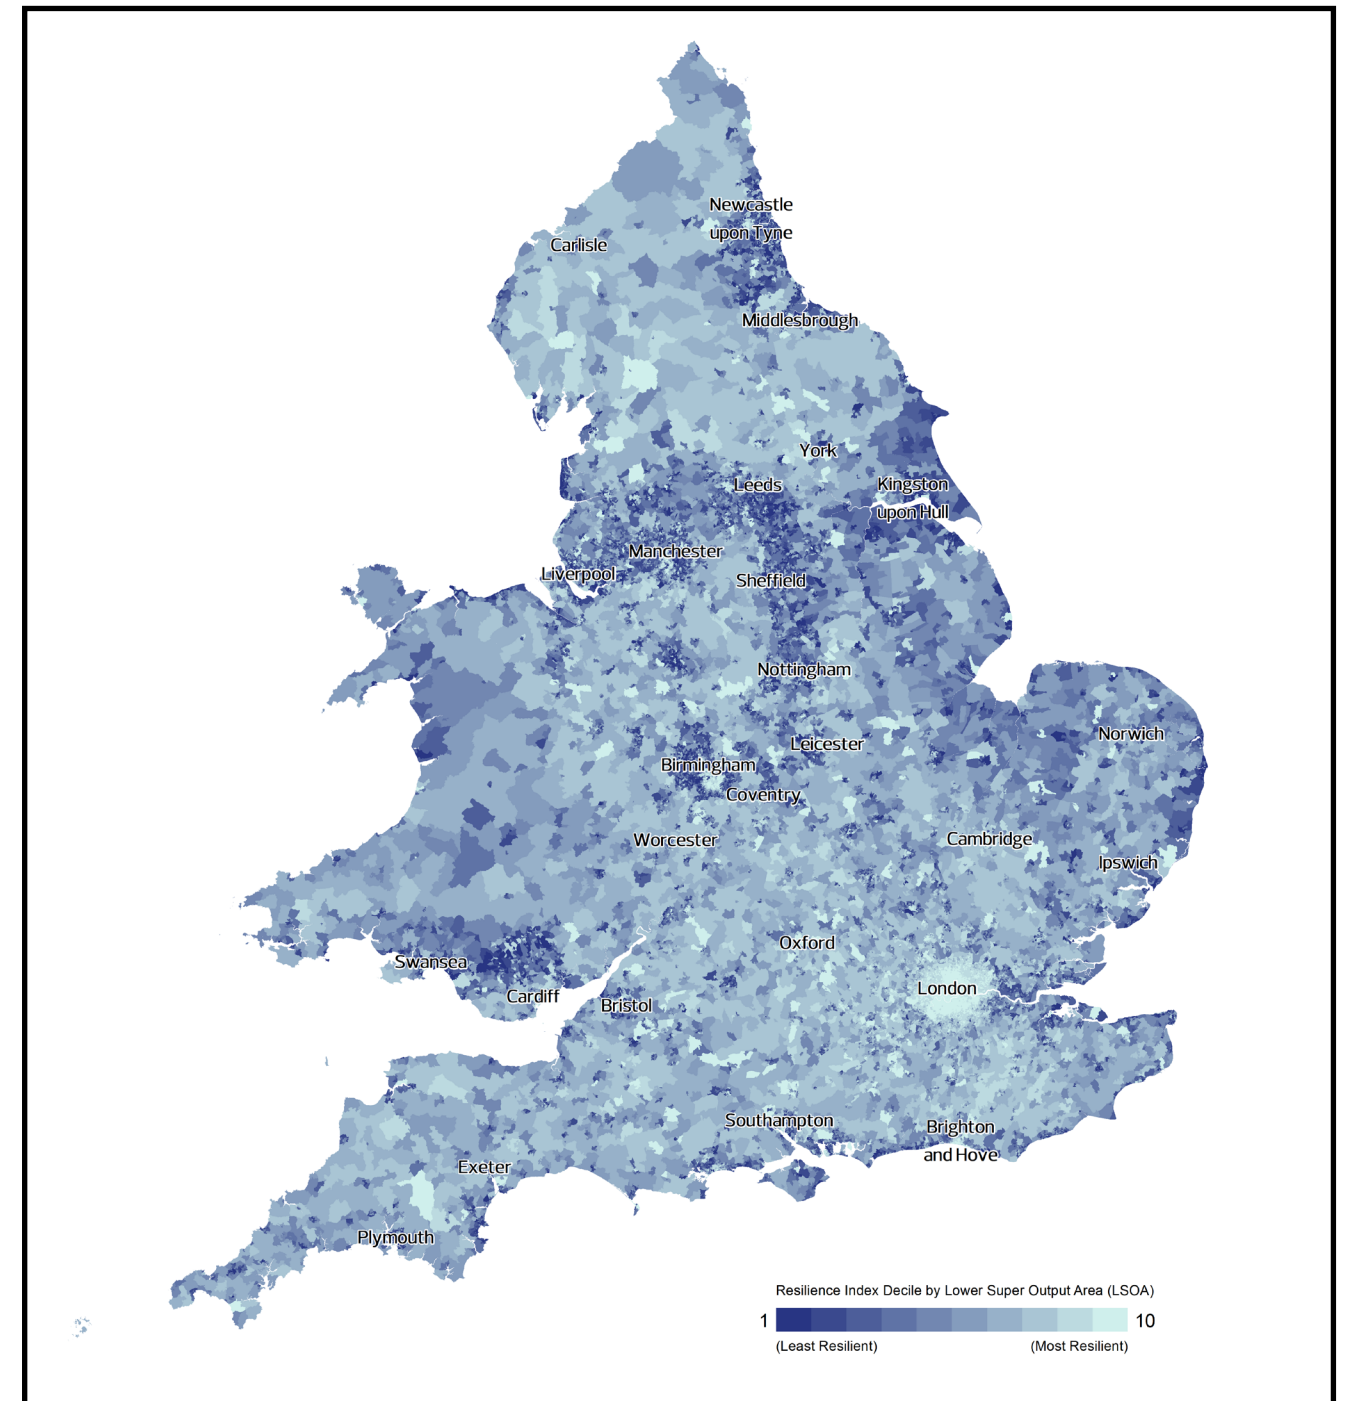 Newcastle
upon Tyne
Carlisle
Middlesbrough
York
Leeds
Kingston
upon Hull
Manchester
Liverpool
Sheffield
Nottingham
Norwich
Leicester
Birmingham
Coventry
Worcester
Cambridge
Ipswich
Oxford
Swansea
London
Cardiff
Bristol
Southampton
Brighton
and Hove
Exeter
Plymouth
Resilience Index Decile by Lower Super Output Area (LSOA)
1 10
(Least Resilient) (Most Resilient)